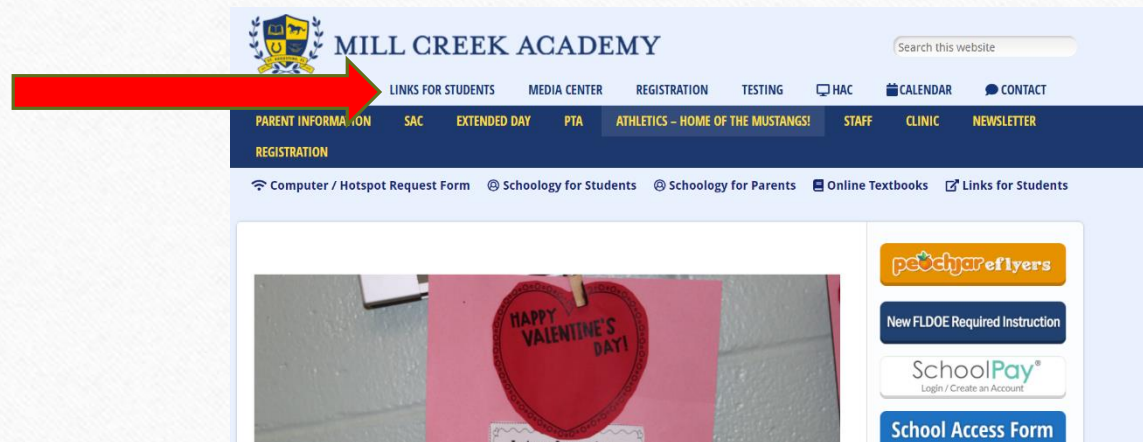 MILL CREEK ACADEMY
Search this website
LINKS FOR STUDENTS MEDIA CENTER REGISTRATION TESTING HAC CALENDAR CONTACT
PARENT INFORMATION SAC EXTENDED DAY PTA ATHLETICS – HOME OF THE MUSTANGS! STAFF CLINIC NEWSLETTER
REGISTRATION
Computer / Hotspot Request Form Schoology for Students Schoology for Parents Online Textbooks Links for Students
peachjar eflyers
New FLDOE Required Instruction
HAPPY
VALENTINE'S
DAY!
SchoolPay®
Login / Create an Account
School Access Form